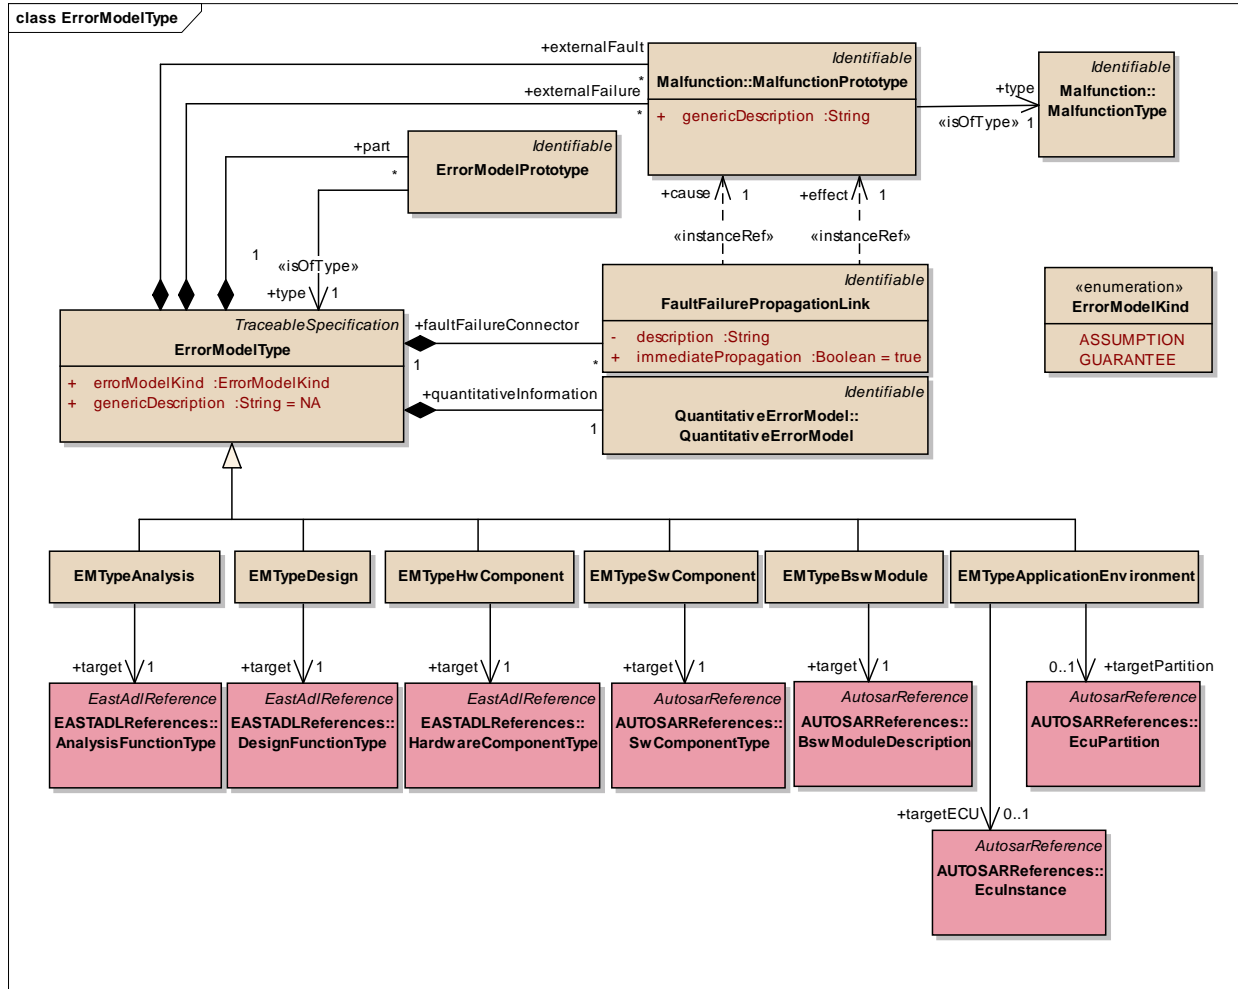 class ErrorModelType
+externalFault
*
+externalFailure
*
Identifiable
Malfunction::MalfunctionPrototype
+ genericDescription :String
+type
«isOfType» 1
Identifiable
Malfunction::
MalfunctionType
+part
*
Identifiable
ErrorModelPrototype
+cause 1
+effect 1
«instanceRef»
«instanceRef»
1
«isOfType»
+type 1
Identifiable
FaultFailurePropagationLink
- description :String
+ immediatePropagation :Boolean = true
«enumeration»
ErrorModelKind
ASSUMPTION
GUARANTEE
TraceableSpecification
ErrorModelType
+ errorModelKind :ErrorModelKind
+ genericDescription :String = NA
+faultFailureConnector
1
*
+quantitativeInformation
1
Identifiable
QuantitativeErrorModel::
QuantitativeErrorModel
EMTypeAnalysis
EMTypeDesign
EMTypeHwComponent
EMTypeSwComponent
EMTypeBswModule
EMTypeApplicationEnvironment
+target 1
+target 1
+target 1
+target 1
+target 1
0..1 +targetPartition
EastAdlReference
EASTADLReferences::
AnalysisFunctionType
EastAdlReference
EASTADLReferences::
DesignFunctionType
EastAdlReference
EASTADLReferences::
HardwareComponentType
AutosarReference
AUTOSARReferences::
SwComponentType
AutosarReference
AUTOSARReferences::
BswModuleDescription
AutosarReference
AUTOSARReferences::
EcuPartition
+targetECU 0..1
AutosarReference
AUTOSARReferences::
EcuInstance